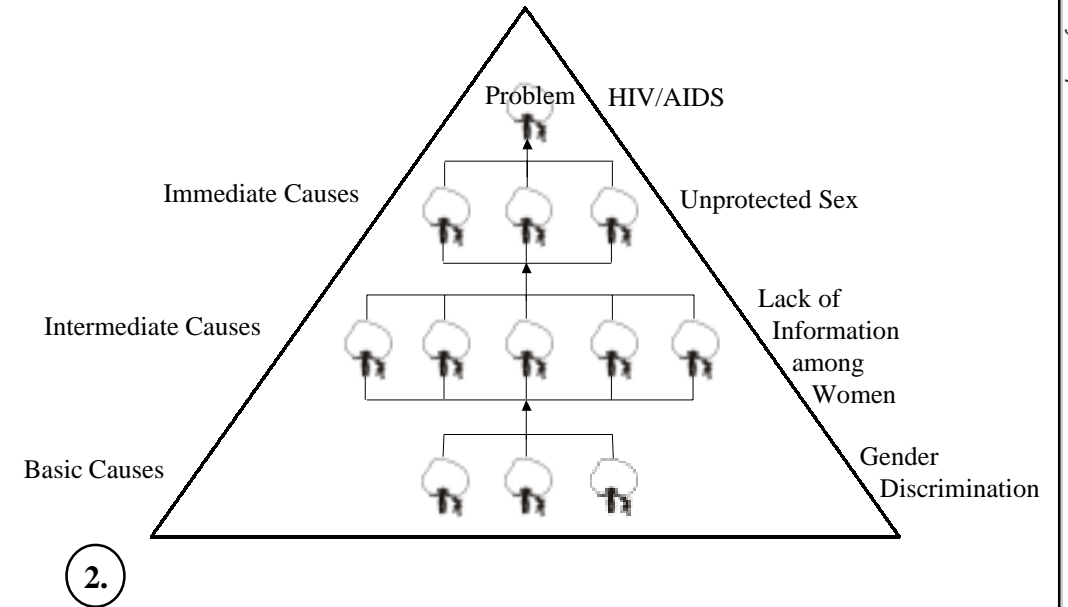 Problem
HIV/AIDS
Immediate Causes
Unprotected Sex
Intermediate Causes
Lack of
Information
among
Women
Basic Causes
Gender
Discrimination
2.